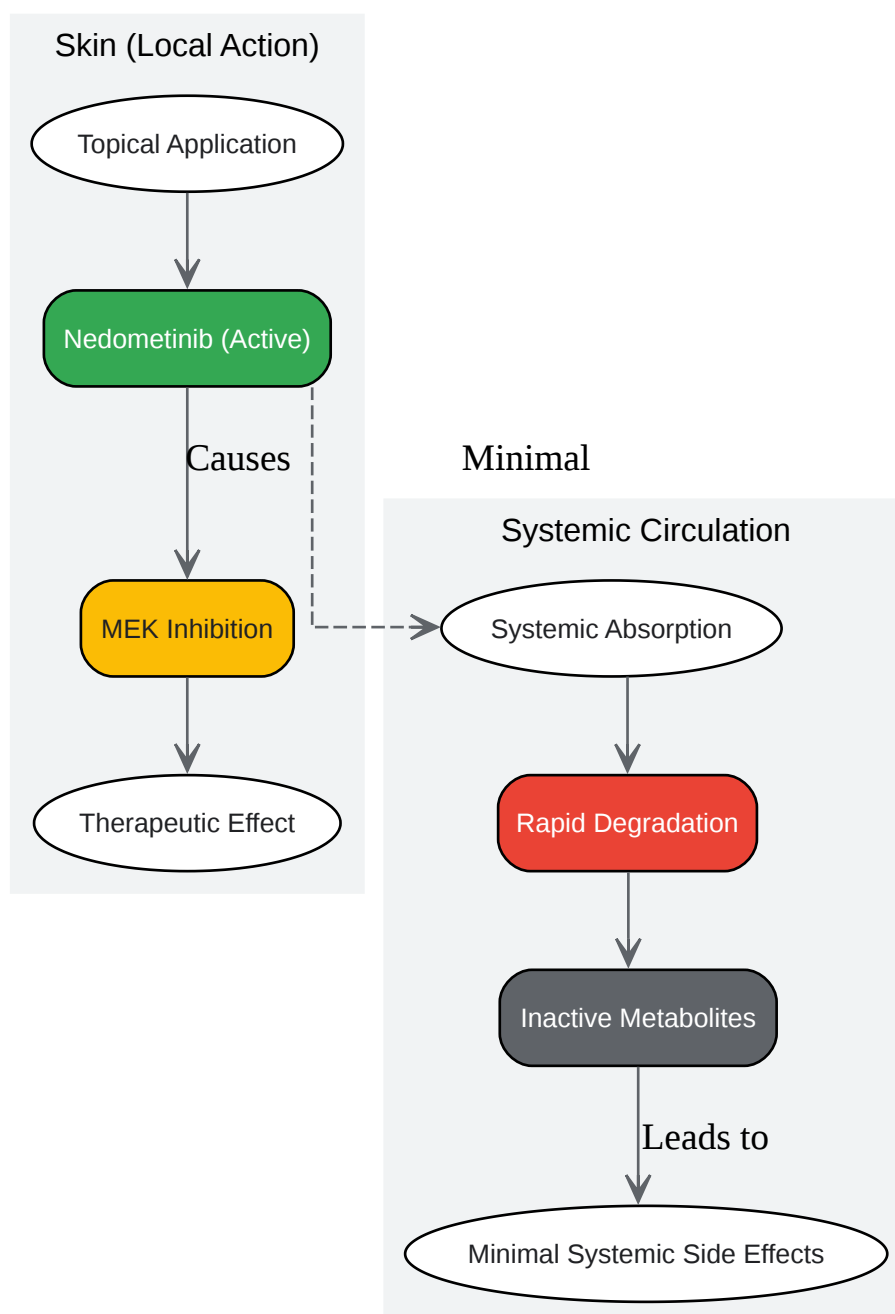 Skin (Local Action)
Topical Application
Nedometinib (Active)
Causes
Minimal
MEK Inhibition
Therapeutic Effect
Systemic Circulation
Systemic Absorption
Rapid Degradation
Inactive Metabolites
Leads to
Minimal Systemic Side Effects